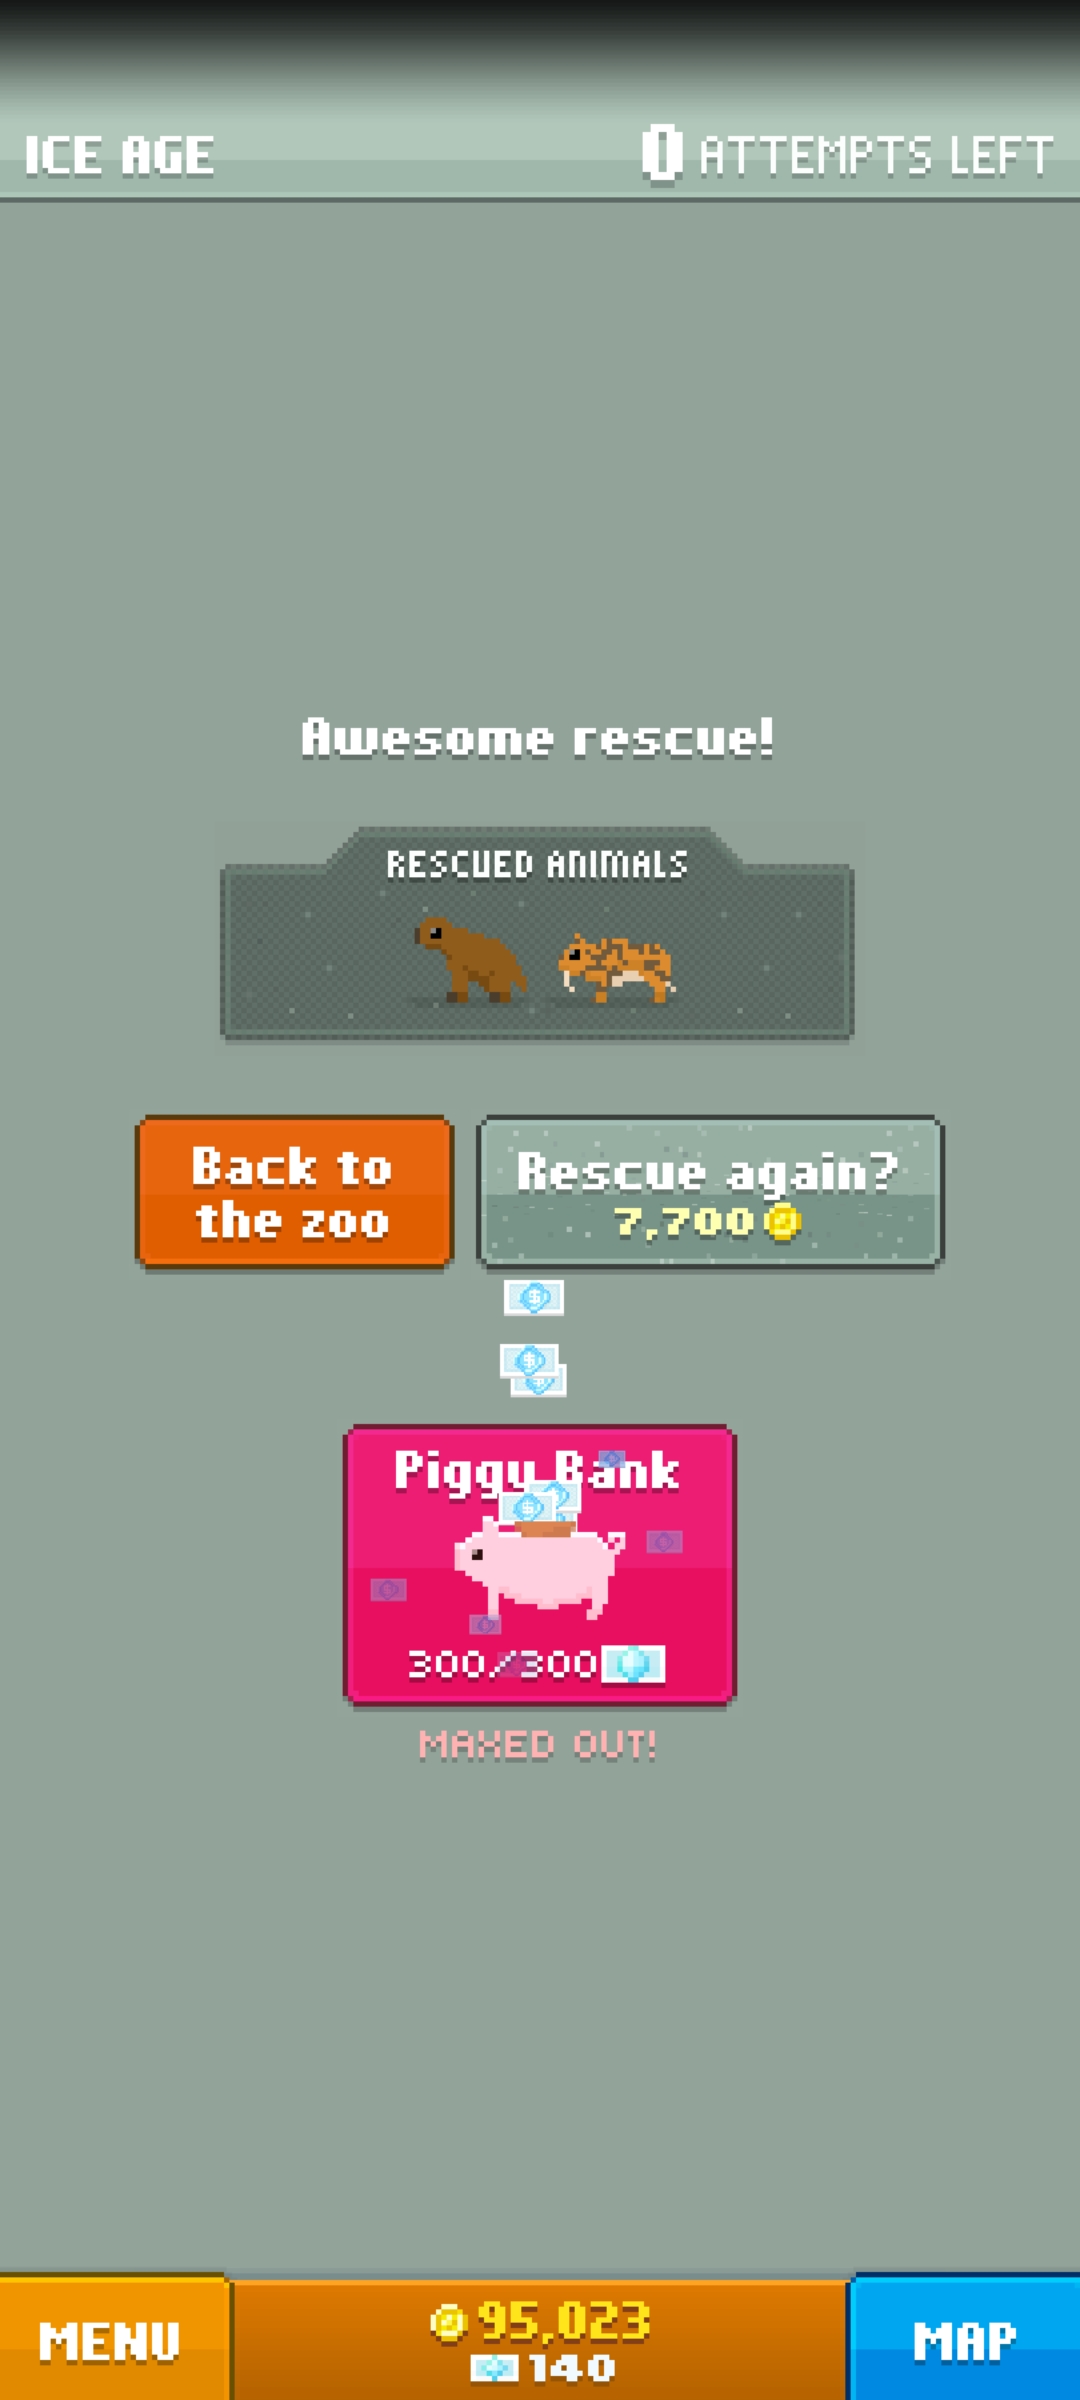 ICE AGE
0 ATTEMPTS LEFT
Awesome rescue!
RESCUED ANIMALS
Back to
the zoo
Rescue again?
7,700
Piggy Bank
300/300
MAXED OUT!
MENU
95,023
140
MAP